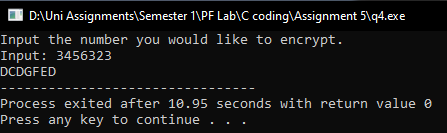 D:\Uni Assignments\Semester 1\PF Lab\C coding\Assignment 5\q4.exe
Input the number you would like to encrypt.
Input: 3456323
DCDGFED
--------------------------------
Process exited after 10.95 seconds with return value 0
Press any key to continue . . .